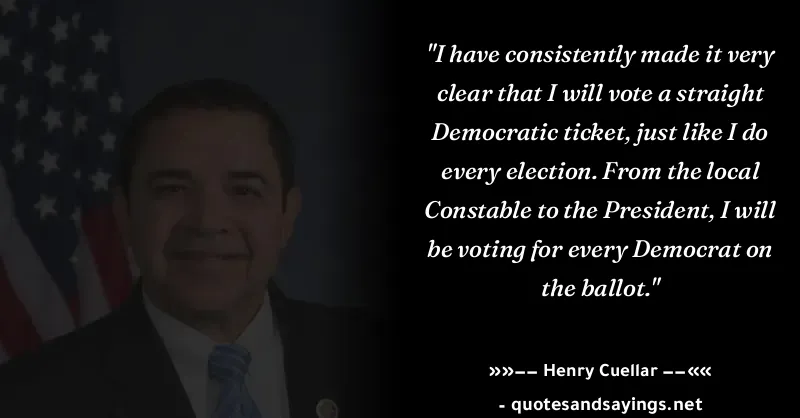 "I have consistently made it very
clear that I will vote a straight
Democratic ticket, just like I do
every election. From the local
Constable to the President, I will
be voting for every Democrat on
the ballot."
»»–– Henry Cuellar ––««
- quotesandsayings.net